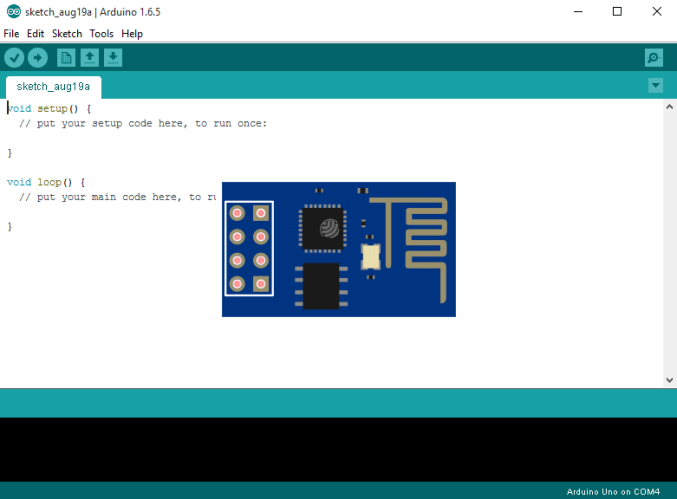 sketch_aug19a | Arduino 1.6.5
File Edit Sketch Tools Help
sketch_aug19a
void setup() {
  // put your setup code here, to run once:
}
void loop() {
  // put your main code here, to
}
Arduino Uno on COM4